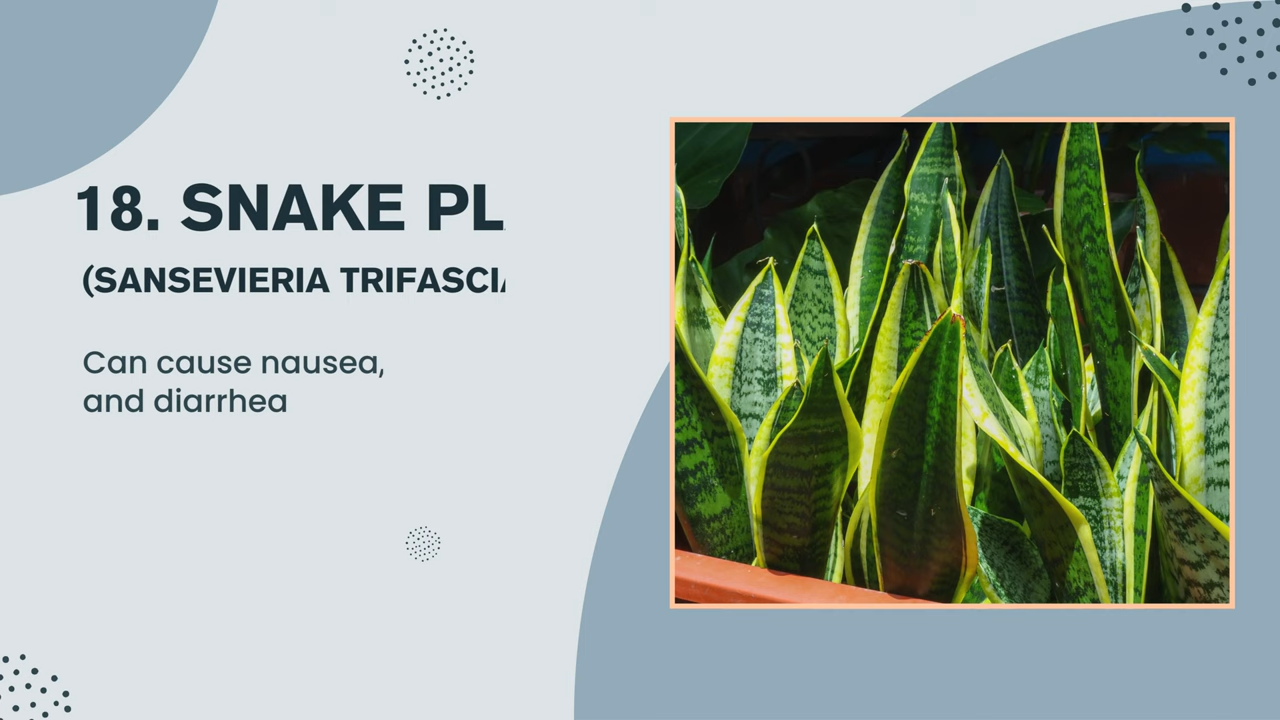 18. SNAKE PL
(SANSEVIERIA TRIFASCI
Can cause nausea,
and diarrhea